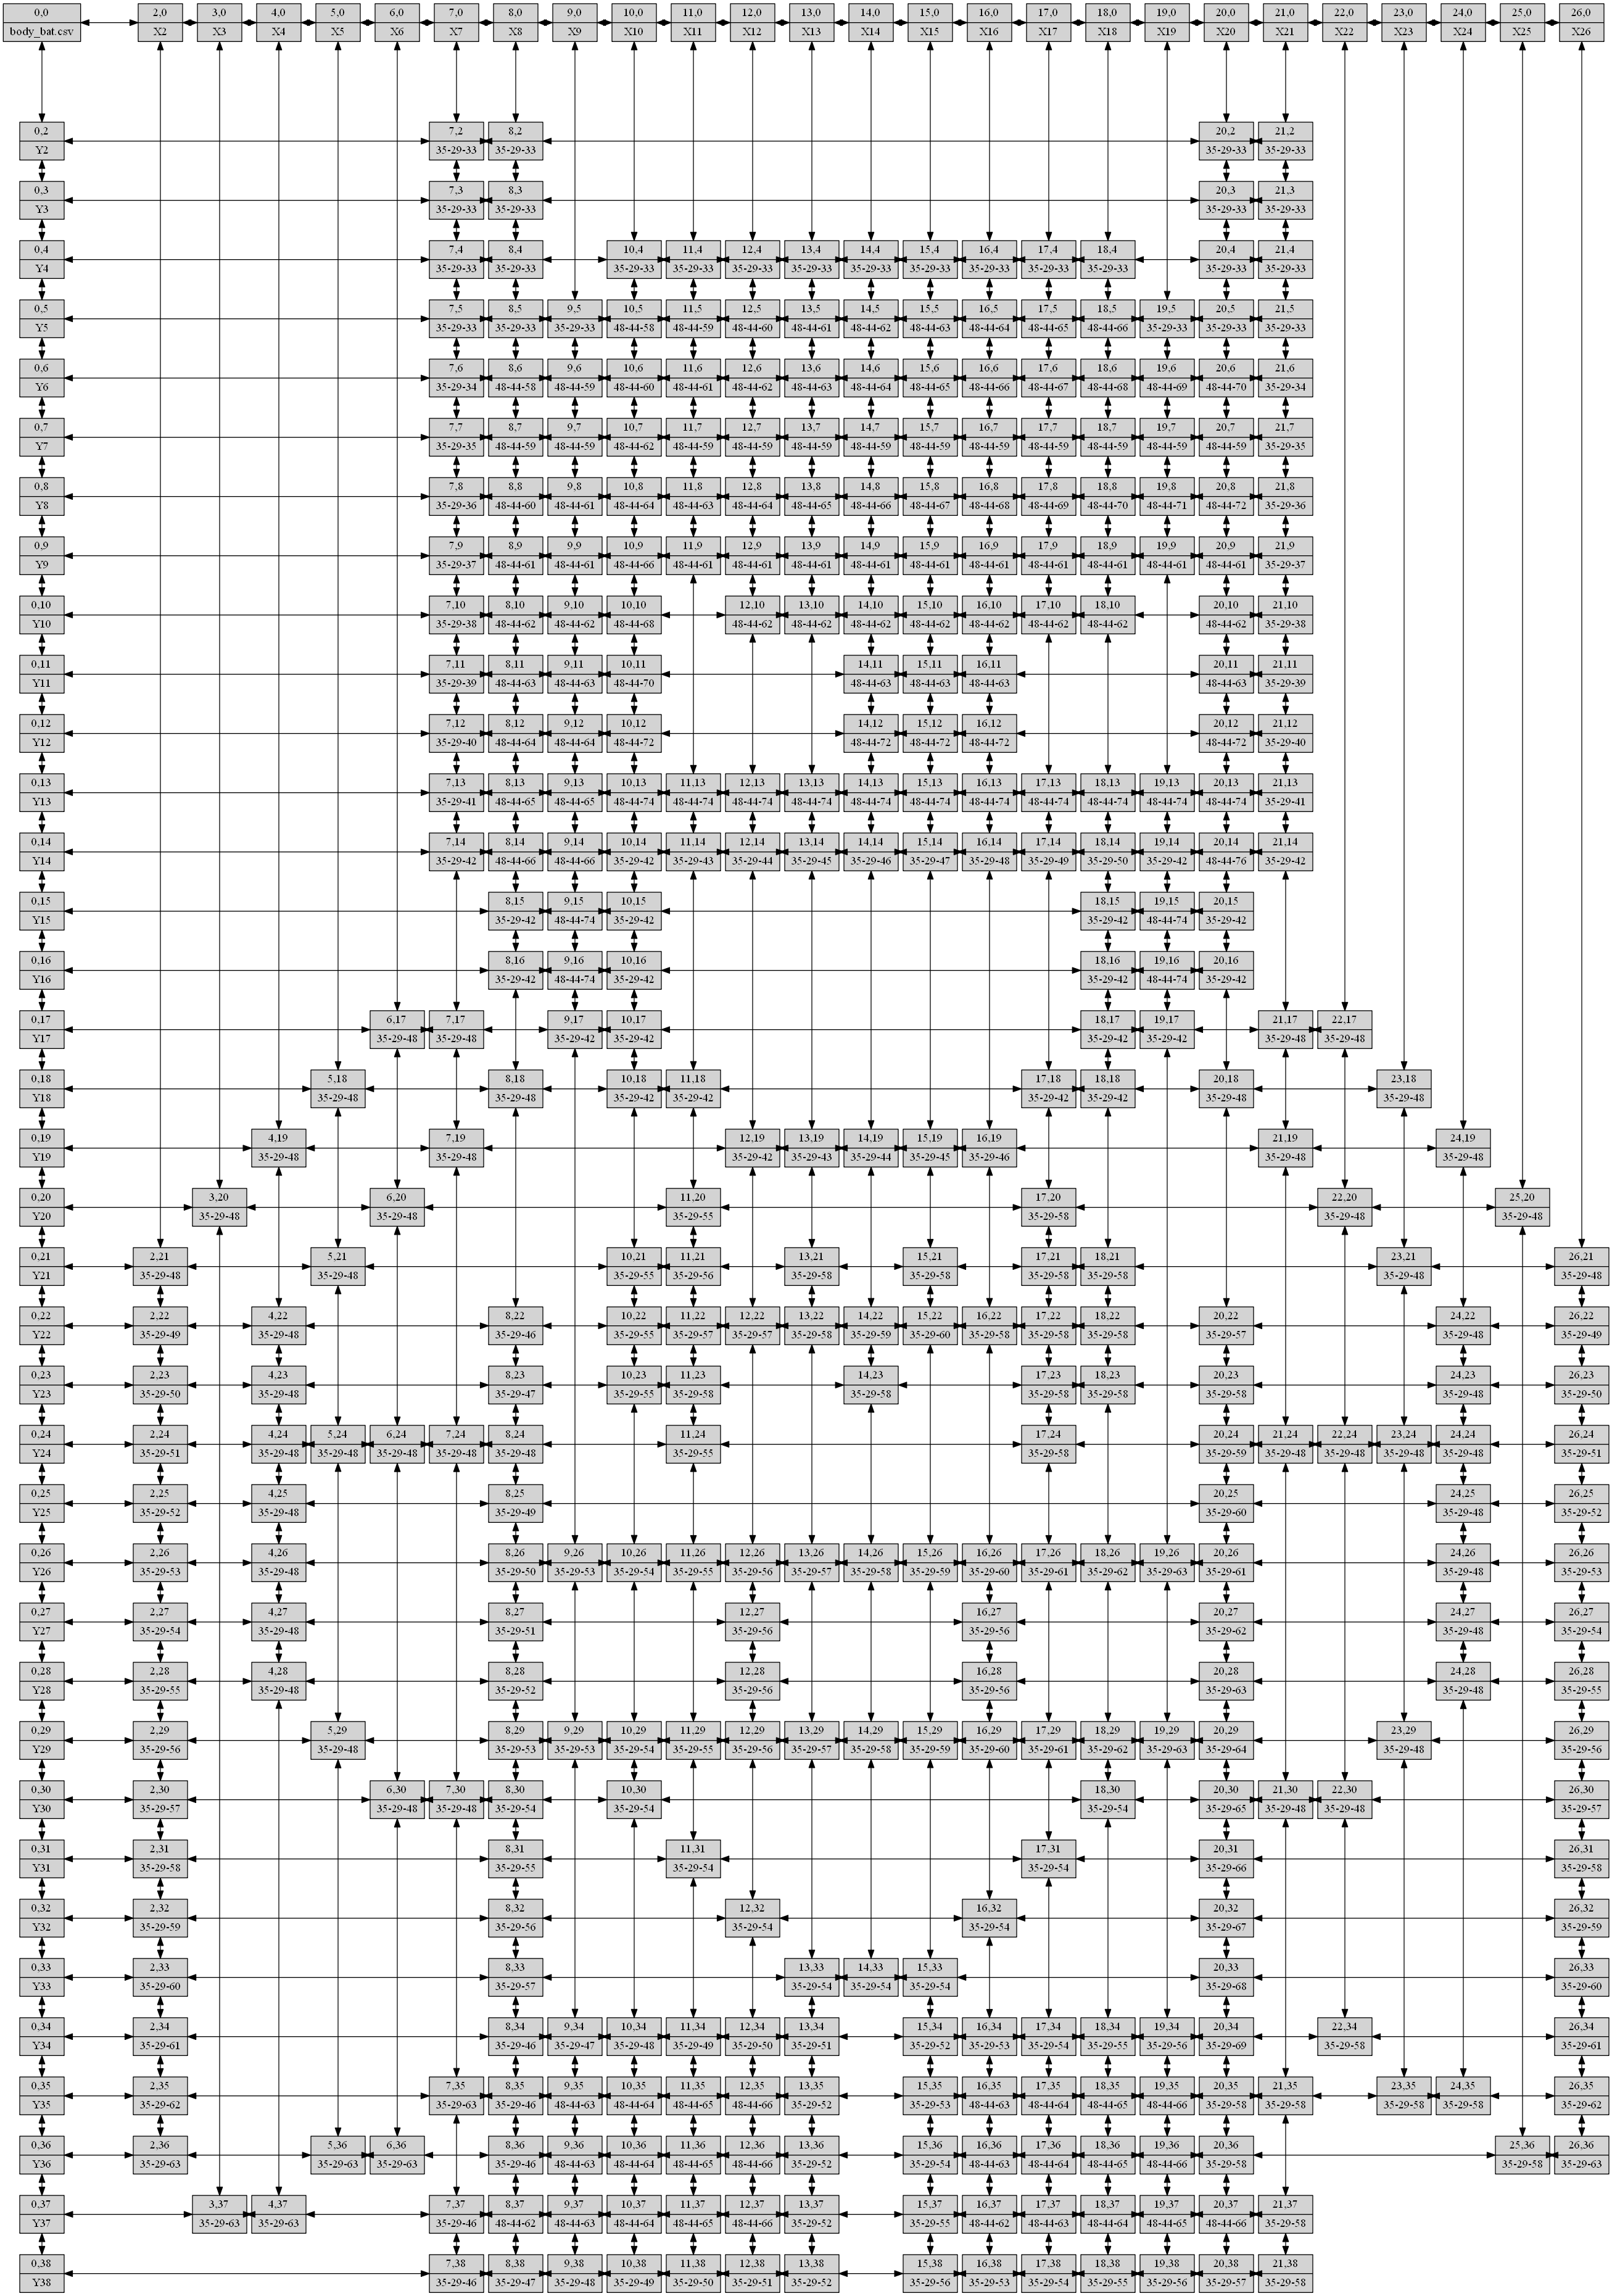 0,0 2,0 3,0 4,0 5,0 6,0 7,0 8,0 9,0 10,0 11,0 12,0 13,0 14,0 15,0 16,0 17,0 18,0 19,0 20,0 21,0 22,0 23,0 24,0 25,0 26,0
body_bat.csv X2 X3 X4 X5 X6 X7 X8 X9 X10 X11 X12 X13 X14 X15 X16 X17 X18 X19 X20 X21 X22 X23 X24 X25 X26
0,2 7,2 8,2 20,2 21,2
Y2 35-29-33 35-29-33 35-29-33 35-29-33
0,3 7,3 8,3 20,3 21,3
Y3 35-29-33 35-29-33 35-29-33 35-29-33
0,4 7,4 8,4 10,4 11,4 12,4 13,4 14,4 15,4 16,4 17,4 18,4 20,4 21,4
Y4 35-29-33 35-29-33 35-29-33 35-29-33 35-29-33 35-29-33 35-29-33 35-29-33 35-29-33 35-29-33 35-29-33 35-29-33 35-29-33
0,5 7,5 8,5 9,5 10,5 11,5 12,5 13,5 14,5 15,5 16,5 17,5 18,5 19,5 20,5 21,5
Y5 35-29-33 35-29-33 35-29-33 48-44-58 48-44-59 48-44-60 48-44-61 48-44-62 48-44-63 48-44-64 48-44-65 48-44-66 35-29-33 35-29-33 35-29-33
0,6 7,6 8,6 9,6 10,6 11,6 12,6 13,6 14,6 15,6 16,6 17,6 18,6 19,6 20,6 21,6
Y6 35-29-34 48-44-58 48-44-59 48-44-60 48-44-61 48-44-62 48-44-63 48-44-64 48-44-65 48-44-66 48-44-67 48-44-68 48-44-69 48-44-70 35-29-34
0,7 7,7 8,7 9,7 10,7 11,7 12,7 13,7 14,7 15,7 16,7 17,7 18,7 19,7 20,7 21,7
Y7 35-29-35 48-44-59 48-44-59 48-44-62 48-44-59 48-44-59 48-44-59 48-44-59 48-44-59 48-44-59 48-44-59 48-44-59 48-44-59 48-44-59 35-29-35
0,8 7,8 8,8 9,8 10,8 11,8 12,8 13,8 14,8 15,8 16,8 17,8 18,8 19,8 20,8 21,8
Y8 35-29-36 48-44-60 48-44-61 48-44-64 48-44-63 48-44-64 48-44-65 48-44-66 48-44-67 48-44-68 48-44-69 48-44-70 48-44-71 48-44-72 35-29-36
0,9 7,9 8,9 9,9 10,9 11,9 12,9 13,9 14,9 15,9 16,9 17,9 18,9 19,9 20,9 21,9
Y9 35-29-37 48-44-61 48-44-61 48-44-66 48-44-61 48-44-61 48-44-61 48-44-61 48-44-61 48-44-61 48-44-61 48-44-61 48-44-61 48-44-61 35-29-37
0,10 7,10 8,10 9,10 10,10 12,10 13,10 14,10 15,10 16,10 17,10 18,10 20,10 21,10
Y10 35-29-38 48-44-62 48-44-62 48-44-68 48-44-62 48-44-62 48-44-62 48-44-62 48-44-62 48-44-62 48-44-62 48-44-62 35-29-38
0,11 7,11 8,11 9,11 10,11 14,11 15,11 16,11 20,11 21,11
Y11 35-29-39 48-44-63 48-44-63 48-44-70 48-44-63 48-44-63 48-44-63 48-44-63 35-29-39
0,12 7,12 8,12 9,12 10,12 14,12 15,12 16,12 20,12 21,12
Y12 35-29-40 48-44-64 48-44-64 48-44-72 48-44-72 48-44-72 48-44-72 48-44-72 35-29-40
0,13 7,13 8,13 9,13 10,13 11,13 12,13 13,13 14,13 15,13 16,13 17,13 18,13 19,13 20,13 21,13
Y13 35-29-41 48-44-65 48-44-65 48-44-74 48-44-74 48-44-74 48-44-74 48-44-74 48-44-74 48-44-74 48-44-74 48-44-74 48-44-74 48-44-74 35-29-41
0,14 7,14 8,14 9,14 10,14 11,14 12,14 13,14 14,14 15,14 16,14 17,14 18,14 19,14 20,14 21,14
Y14 35-29-42 48-44-66 48-44-66 35-29-42 35-29-43 35-29-44 35-29-45 35-29-46 35-29-47 35-29-48 35-29-49 35-29-50 35-29-42 48-44-76 35-29-42
0,15 8,15 9,15 10,15 18,15 19,15 20,15
Y15 35-29-42 48-44-74 35-29-42 35-29-42 48-44-74 35-29-42
0,16 8,16 9,16 10,16 18,16 19,16 20,16
Y16 35-29-42 48-44-74 35-29-42 35-29-42 48-44-74 35-29-42
0,17 6,17 7,17 9,17 10,17 18,17 19,17 21,17 22,17
Y17 35-29-48 35-29-48 35-29-42 35-29-42 35-29-42 35-29-42 35-29-48 35-29-48
0,18 5,18 8,18 10,18 11,18 17,18 18,18 20,18 23,18
Y18 35-29-48 35-29-48 35-29-42 35-29-42 35-29-42 35-29-42 35-29-48 35-29-48
0,19 4,19 7,19 12,19 13,19 14,19 15,19 16,19 21,19 24,19
Y19 35-29-48 35-29-48 35-29-42 35-29-43 35-29-44 35-29-45 35-29-46 35-29-48 35-29-48
0,20 3,20 6,20 11,20 17,20 22,20 25,20
Y20 35-29-48 35-29-48 35-29-55 35-29-58 35-29-48 35-29-48
0,21 2,21 5,21 10,21 11,21 13,21 15,21 17,21 18,21 23,21 26,21
Y21 35-29-48 35-29-48 35-29-55 35-29-56 35-29-58 35-29-58 35-29-58 35-29-58 35-29-48 35-29-48
0,22 2,22 4,22 8,22 10,22 11,22 12,22 13,22 14,22 15,22 16,22 17,22 18,22 20,22 24,22 26,22
Y22 35-29-49 35-29-48 35-29-46 35-29-55 35-29-57 35-29-57 35-29-58 35-29-59 35-29-60 35-29-58 35-29-58 35-29-58 35-29-57 35-29-48 35-29-49
0,23 2,23 4,23 8,23 10,23 11,23 14,23 17,23 18,23 20,23 24,23 26,23
Y23 35-29-50 35-29-48 35-29-47 35-29-55 35-29-58 35-29-58 35-29-58 35-29-58 35-29-58 35-29-48 35-29-50
0,24 2,24 4,24 5,24 6,24 7,24 8,24 11,24 17,24 20,24 21,24 22,24 23,24 24,24 26,24
Y24 35-29-51 35-29-48 35-29-48 35-29-48 35-29-48 35-29-48 35-29-55 35-29-58 35-29-59 35-29-48 35-29-48 35-29-48 35-29-48 35-29-51
0,25 2,25 4,25 8,25 20,25 24,25 26,25
Y25 35-29-52 35-29-48 35-29-49 35-29-60 35-29-48 35-29-52
0,26 2,26 4,26 8,26 9,26 10,26 11,26 12,26 13,26 14,26 15,26 16,26 17,26 18,26 19,26 20,26 24,26 26,26
Y26 35-29-53 35-29-48 35-29-50 35-29-53 35-29-54 35-29-55 35-29-56 35-29-57 35-29-58 35-29-59 35-29-60 35-29-61 35-29-62 35-29-63 35-29-61 35-29-48 35-29-53
0,27 2,27 4,27 8,27 12,27 16,27 20,27 24,27 26,27
Y27 35-29-54 35-29-48 35-29-51 35-29-56 35-29-56 35-29-62 35-29-48 35-29-54
0,28 2,28 4,28 8,28 12,28 16,28 20,28 24,28 26,28
Y28 35-29-55 35-29-48 35-29-52 35-29-56 35-29-56 35-29-63 35-29-48 35-29-55
0,29 2,29 5,29 8,29 9,29 10,29 11,29 12,29 13,29 14,29 15,29 16,29 17,29 18,29 19,29 20,29 23,29 26,29
Y29 35-29-56 35-29-48 35-29-53 35-29-53 35-29-54 35-29-55 35-29-56 35-29-57 35-29-58 35-29-59 35-29-60 35-29-61 35-29-62 35-29-63 35-29-64 35-29-48 35-29-56
0,30 2,30 6,30 7,30 8,30 10,30 18,30 20,30 21,30 22,30 26,30
Y30 35-29-57 35-29-48 35-29-48 35-29-54 35-29-54 35-29-54 35-29-65 35-29-48 35-29-48 35-29-57
0,31 2,31 8,31 11,31 17,31 20,31 26,31
Y31 35-29-58 35-29-55 35-29-54 35-29-54 35-29-66 35-29-58
0,32 2,32 8,32 12,32 16,32 20,32 26,32
Y32 35-29-59 35-29-56 35-29-54 35-29-54 35-29-67 35-29-59
0,33 2,33 8,33 13,33 14,33 15,33 20,33 26,33
Y33 35-29-60 35-29-57 35-29-54 35-29-54 35-29-54 35-29-68 35-29-60
0,34 2,34 8,34 9,34 10,34 11,34 12,34 13,34 15,34 16,34 17,34 18,34 19,34 20,34 22,34 26,34
Y34 35-29-61 35-29-46 35-29-47 35-29-48 35-29-49 35-29-50 35-29-51 35-29-52 35-29-53 35-29-54 35-29-55 35-29-56 35-29-69 35-29-58 35-29-61
0,35 2,35 7,35 8,35 9,35 10,35 11,35 12,35 13,35 15,35 16,35 17,35 18,35 19,35 20,35 21,35 23,35 24,35 26,35
Y35 35-29-62 35-29-63 35-29-46 48-44-63 48-44-64 48-44-65 48-44-66 35-29-52 35-29-53 48-44-63 48-44-64 48-44-65 48-44-66 35-29-58 35-29-58 35-29-58 35-29-58 35-29-62
0,36 2,36 5,36 6,36 8,36 9,36 10,36 11,36 12,36 13,36 15,36 16,36 17,36 18,36 19,36 20,36 25,36 26,36
Y36 35-29-63 35-29-63 35-29-63 35-29-46 48-44-63 48-44-64 48-44-65 48-44-66 35-29-52 35-29-54 48-44-63 48-44-64 48-44-65 48-44-66 35-29-58 35-29-58 35-29-63
0,37 3,37 4,37 7,37 8,37 9,37 10,37 11,37 12,37 13,37 15,37 16,37 17,37 18,37 19,37 20,37 21,37
Y37 35-29-63 35-29-63 35-29-46 48-44-62 48-44-63 48-44-64 48-44-65 48-44-66 35-29-52 35-29-55 48-44-62 48-44-63 48-44-64 48-44-65 48-44-66 35-29-58
0,38 7,38 8,38 9,38 10,38 11,38 12,38 13,38 15,38 16,38 17,38 18,38 19,38 20,38 21,38
Y38 35-29-46 35-29-47 35-29-48 35-29-49 35-29-50 35-29-51 35-29-52 35-29-56 35-29-53 35-29-54 35-29-55 35-29-56 35-29-57 35-29-58